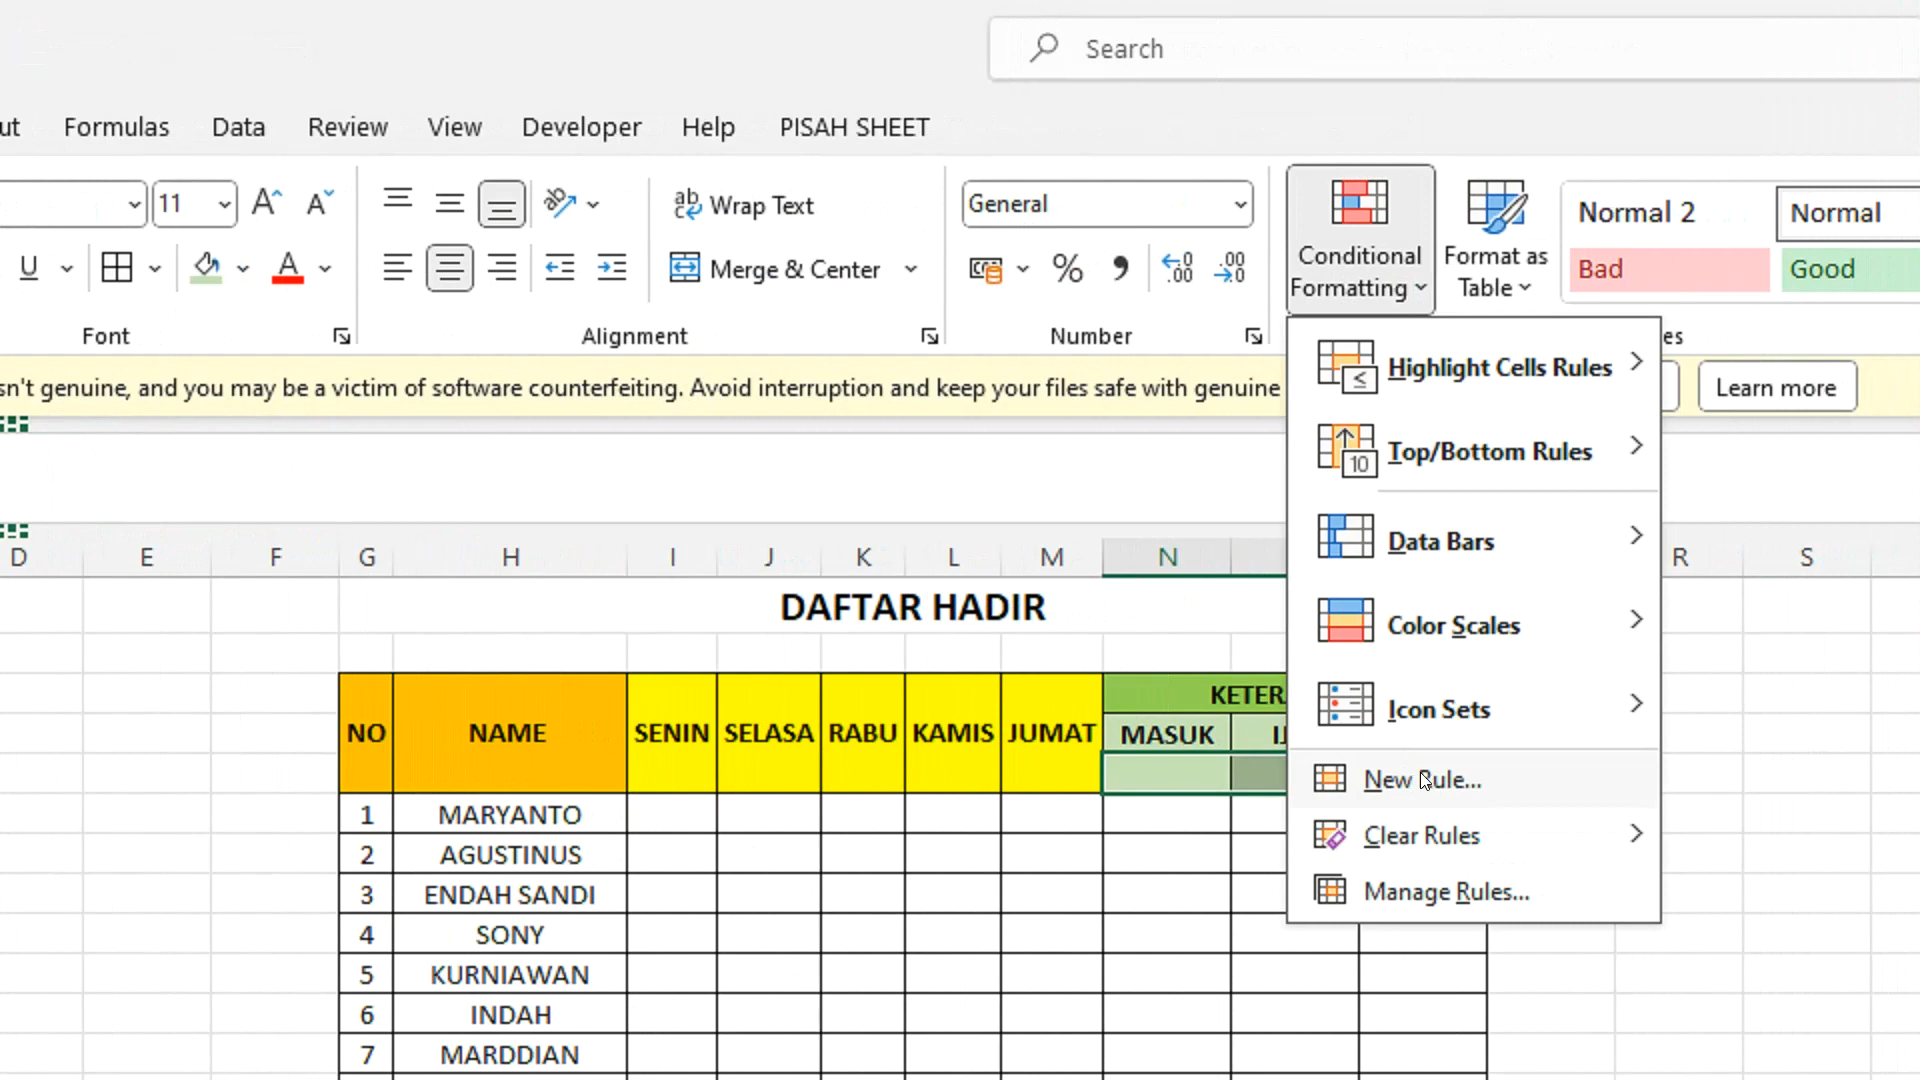 Search
Formulas Data Review View Developer Help PISAH SHEET
11
Wrap Text
General
Normal 2
Normal
U
Merge & Center
%
Conditional Formatting
Format as Table
Bad
Good
Font
Alignment
Number
sn't genuine, and you may be a victim of software counterfeiting. Avoid interruption and keep your files safe with genuine
Learn more
Highlight Cells Rules
Top/Bottom Rules
Data Bars
Color Scales
Icon Sets
New Rule...
Clear Rules
Manage Rules...
D E F G H I J K L M N R S
DAFTAR HADIR
NO NAME SENIN SELASA RABU KAMIS JUMAT
MASUK
1 MARYANTO
2 AGUSTINUS
3 ENDAH SANDI
4 SONY
5 KURNIAWAN
6 INDAH
7 MARDDIAN